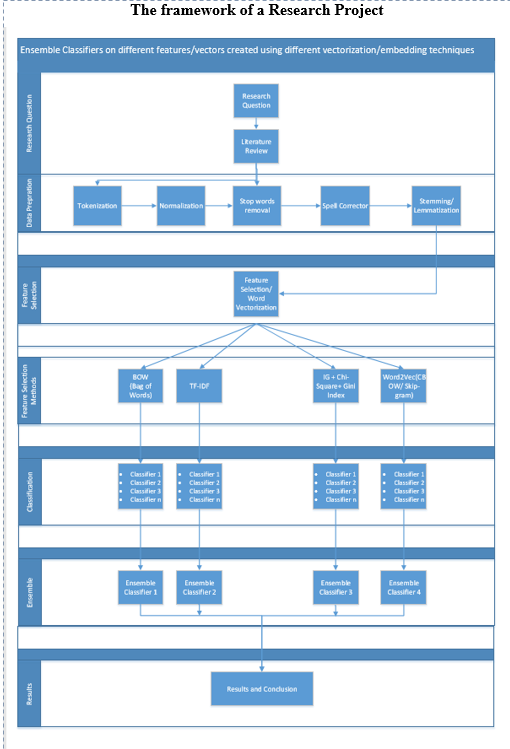 The framework of a Research Project
Ensemble Classifiers on different features/vectors created using different vectorization/embedding techniques
Research Question
Research
Question
Literature
Review
Data Prepration
Tokenization
Normalization
Stop words
removal
Spell Corrector
Stemming/
Lemmatization
Feature
Selection
Feature
Selection/
Word
Vectorization
Feature Selection
Methods
BOW
(Bag of
Words)
TF-IDF
IG + Chi-
Square+ Gini
Index
Word2Vec(CB
OW/ Skip-
gram)
Classification
• Classifier 1
• Classifier 2
• Classifier 3
• Classifier n
• Classifier 1
• Classifier 2
• Classifier 3
• Classifier n
• Classifier 1
• Classifier 2
• Classifier 3
• Classifier n
• Classifier 1
• Classifier 2
• Classifier 3
• Classifier n
Ensemble
Ensemble
Classifier 1
Ensemble
Classifier 2
Ensemble
Classifier 3
Ensemble
Classifier 4
Results
Results and Conclusion